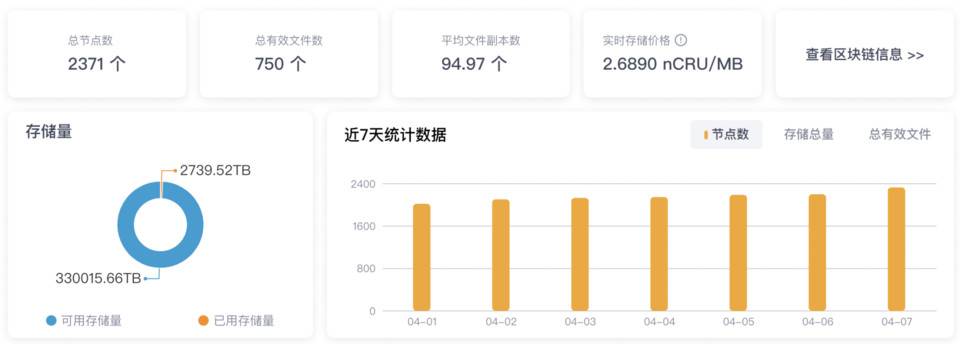 总节点数
2371 个
总有效文件数
750 个
平均文件副本数
94.97 个
实时存储价格
2.6890 nCRU/MB
查看区块链信息 >>
存储量
2739.52TB
330015.66TB
可用存储量
已用存储量
近7天统计数据
节点数
存储总量
总有效文件
2400
1600
800
0
04-01
04-02
04-03
04-04
04-05
04-06
04-07